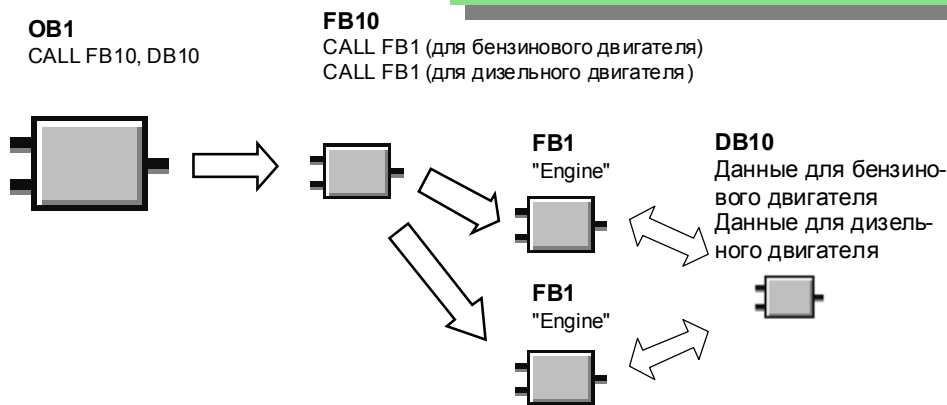 OB1
CALL FB10, DB10
FB10
CALL FB1 (для бензинового двигателя)
CALL FB1 (для дизельного двигателя)
FB1
"Engine"
DB10
Данные для бензино-
вого двигателя
Данные для дизель-
ного двигателя
FB1
"Engine"